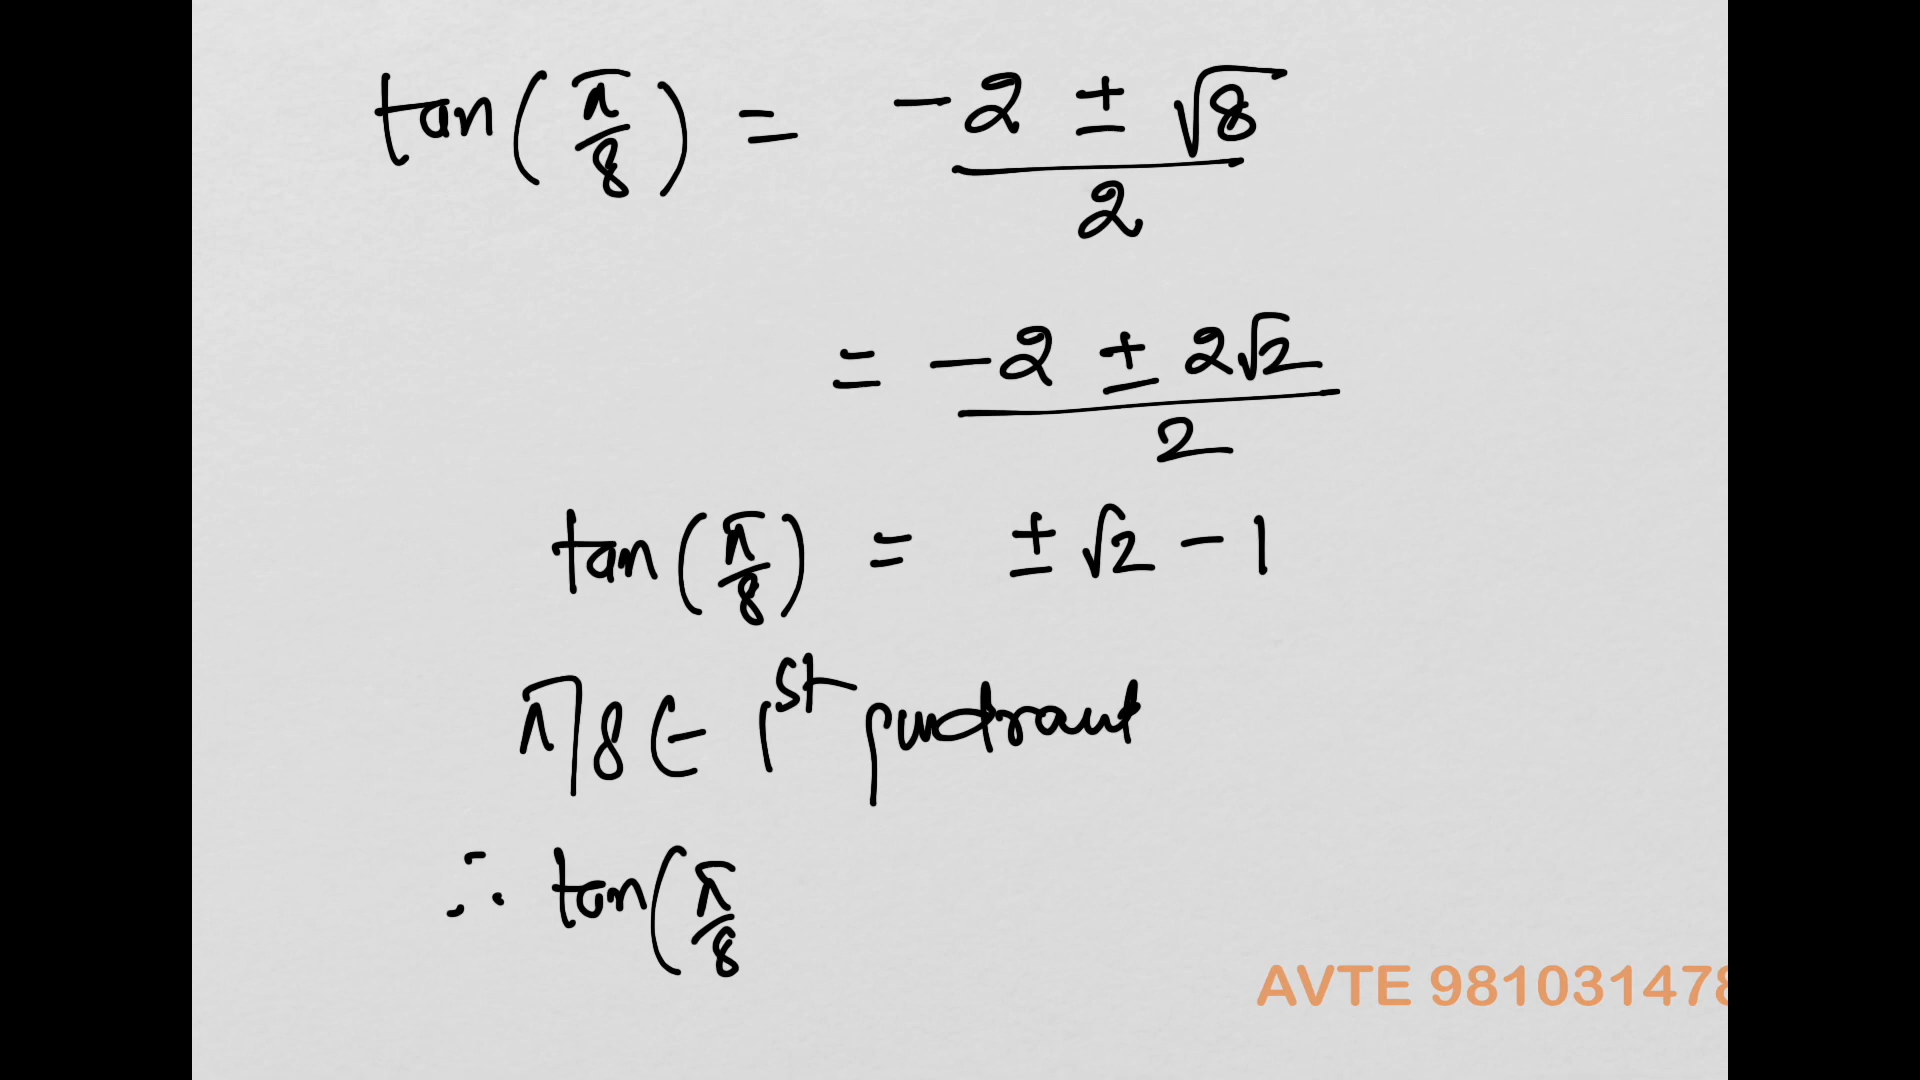 tan(π/8) = (-2 ± √8)/2
= (-2 ± 2√2)/2
tan(π/8) = ± √2 - 1
π/8 ∈ 1st quadrant
∴ tan(π/8
AVTE 98103147